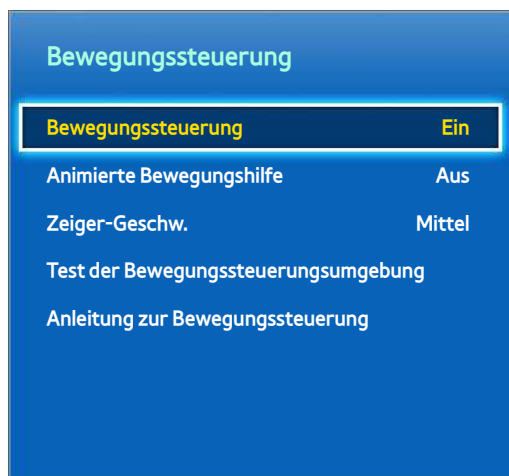 Bewegungssteuerung
Bewegungssteuerung Ein
Animierte Bewegungshilfe Aus
Zeiger-Geschw. Mittel
Test der Bewegungssteuerungsumgebung
Anleitung zur Bewegungssteuerung